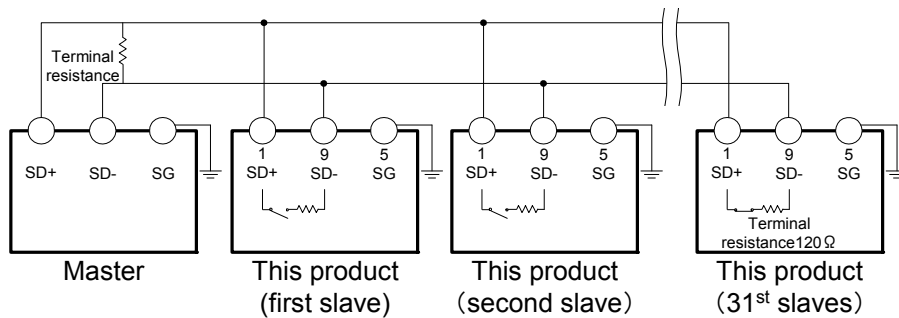 Terminal
resistance
SD+ SD- SG
1 9 5
SD+ SD- SG
1 9 5
SD+ SD- SG
1 9 5
SD+ SD- SG
Terminal
resistance120Ω
Master
This product
(first slave)
This product
（second slave）
This product
（31st slaves）